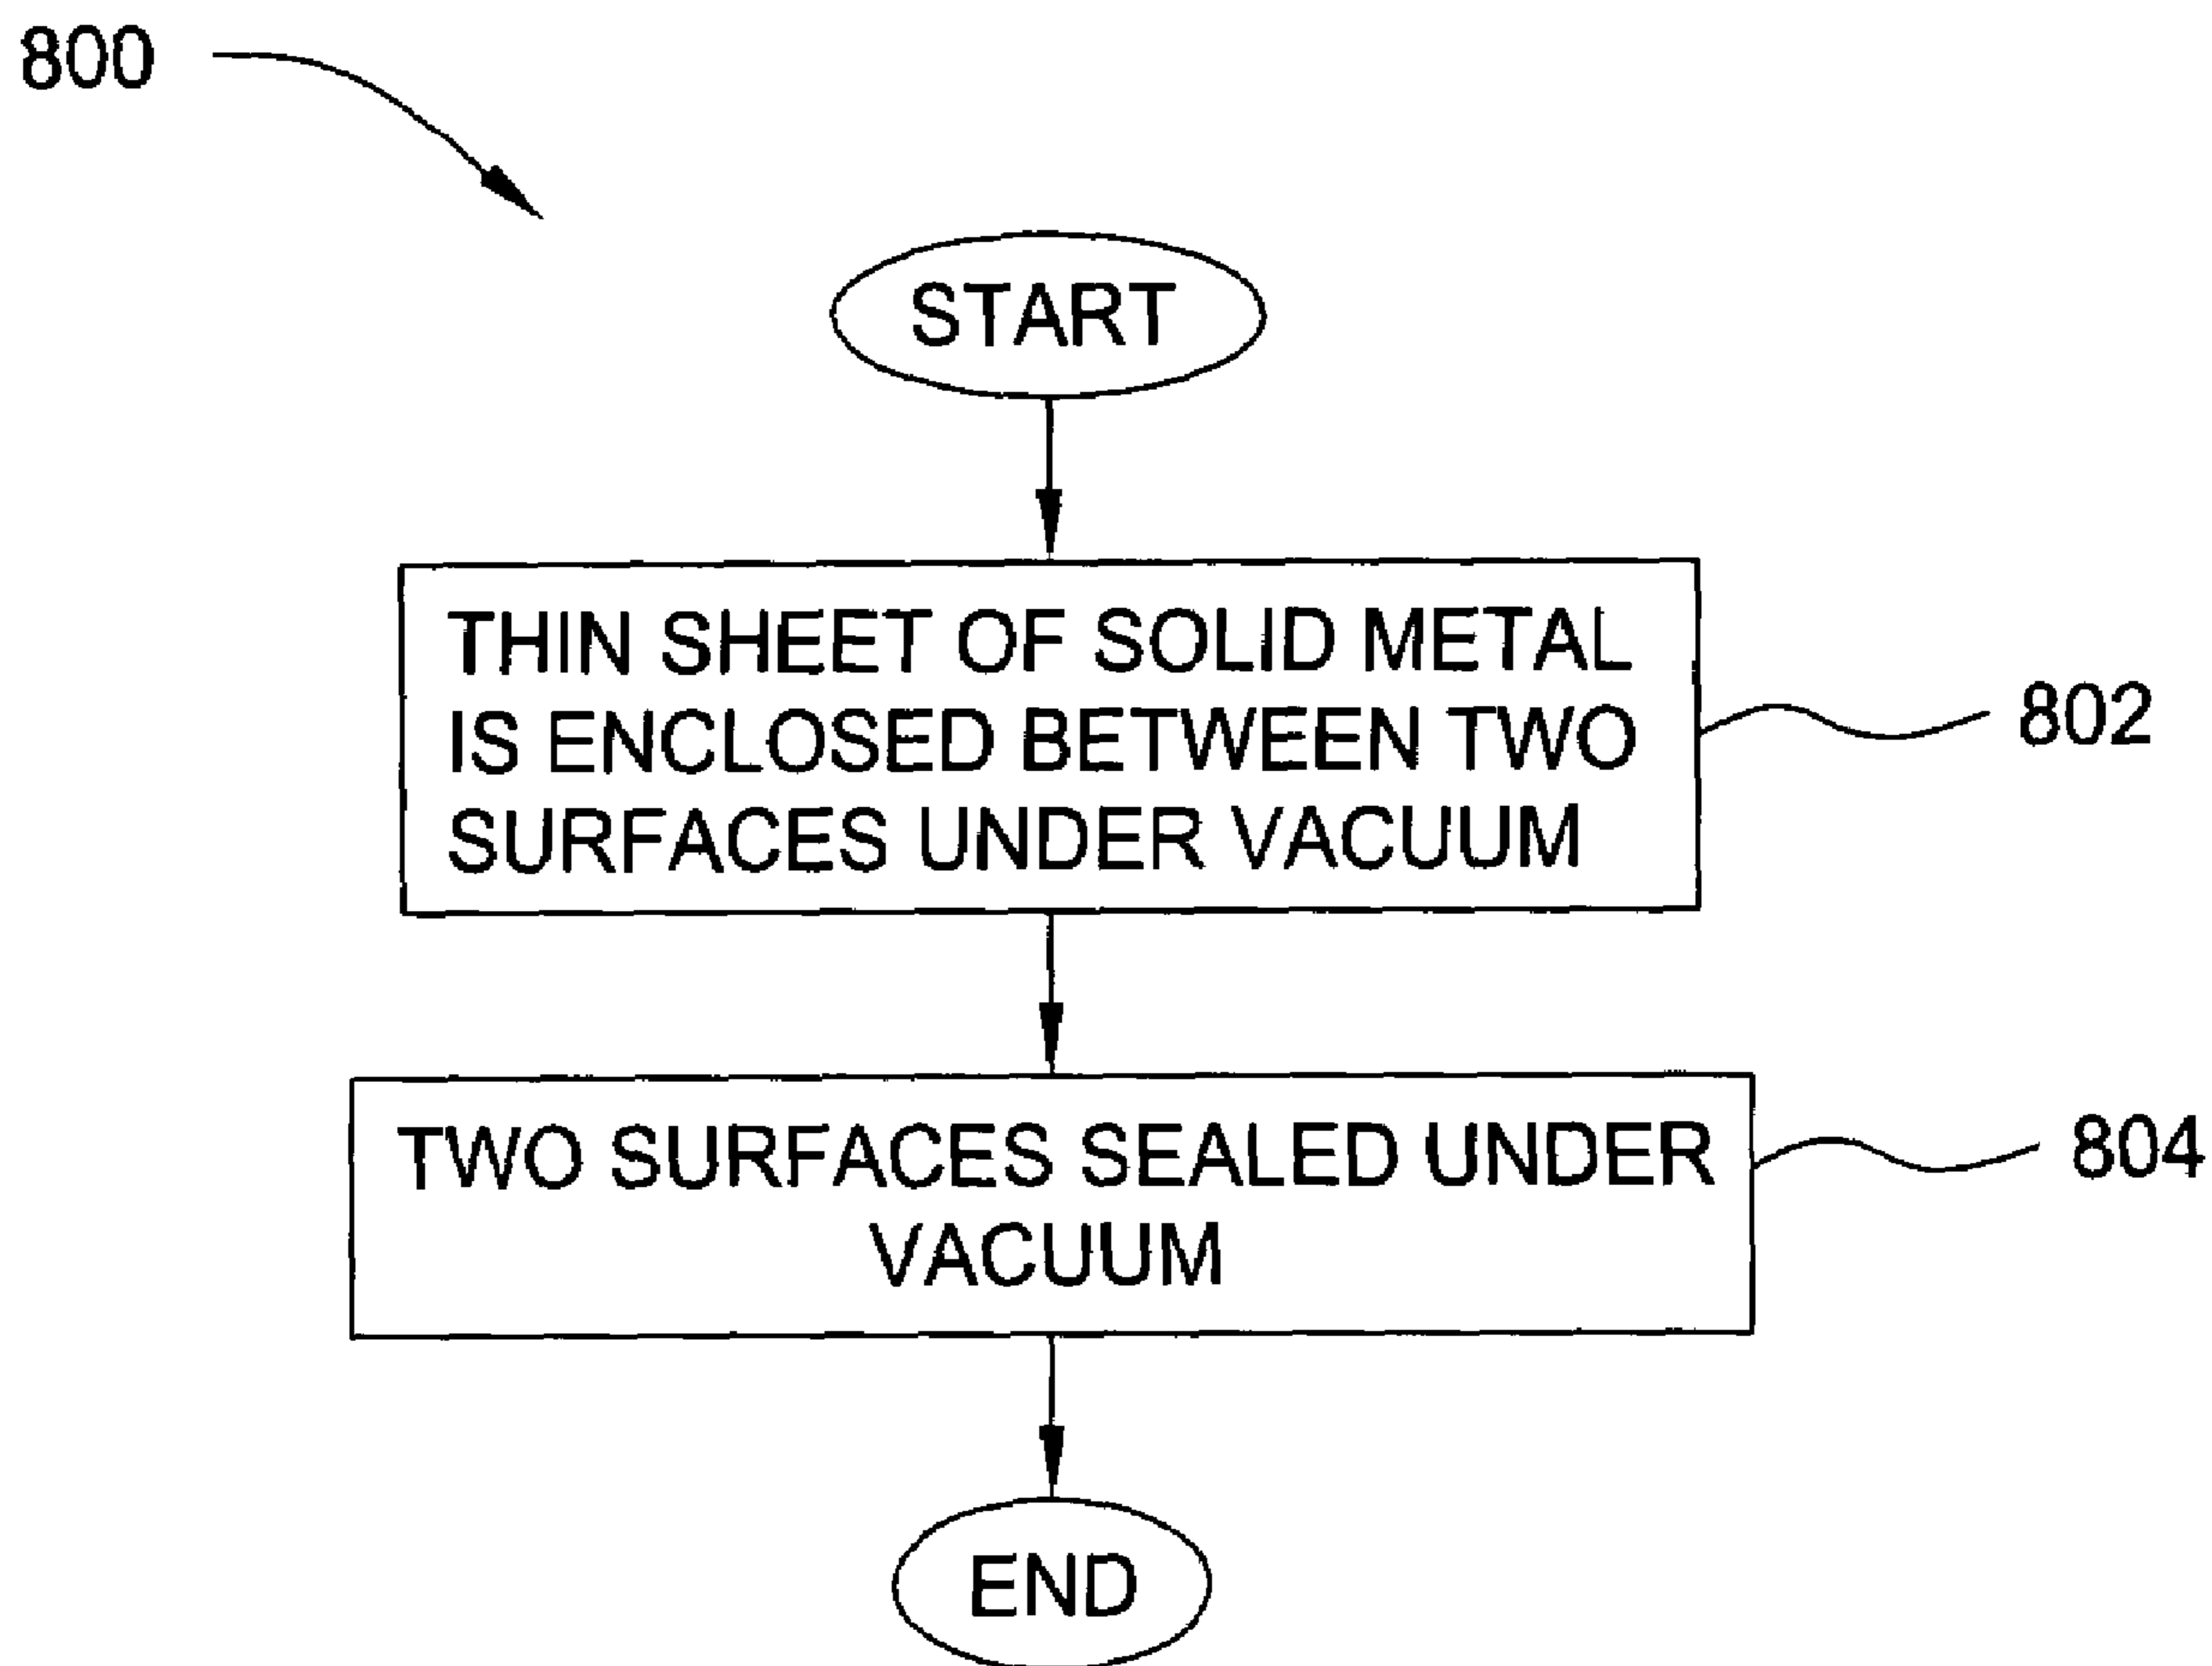 800
START
THIN SHEET OF SOLID METAL
IS ENCLOSED BETWEEN TWO
SURFACES UNDER VACUUM
802
TWO SURFACES SEALED UNDER
VACUUM
804
END